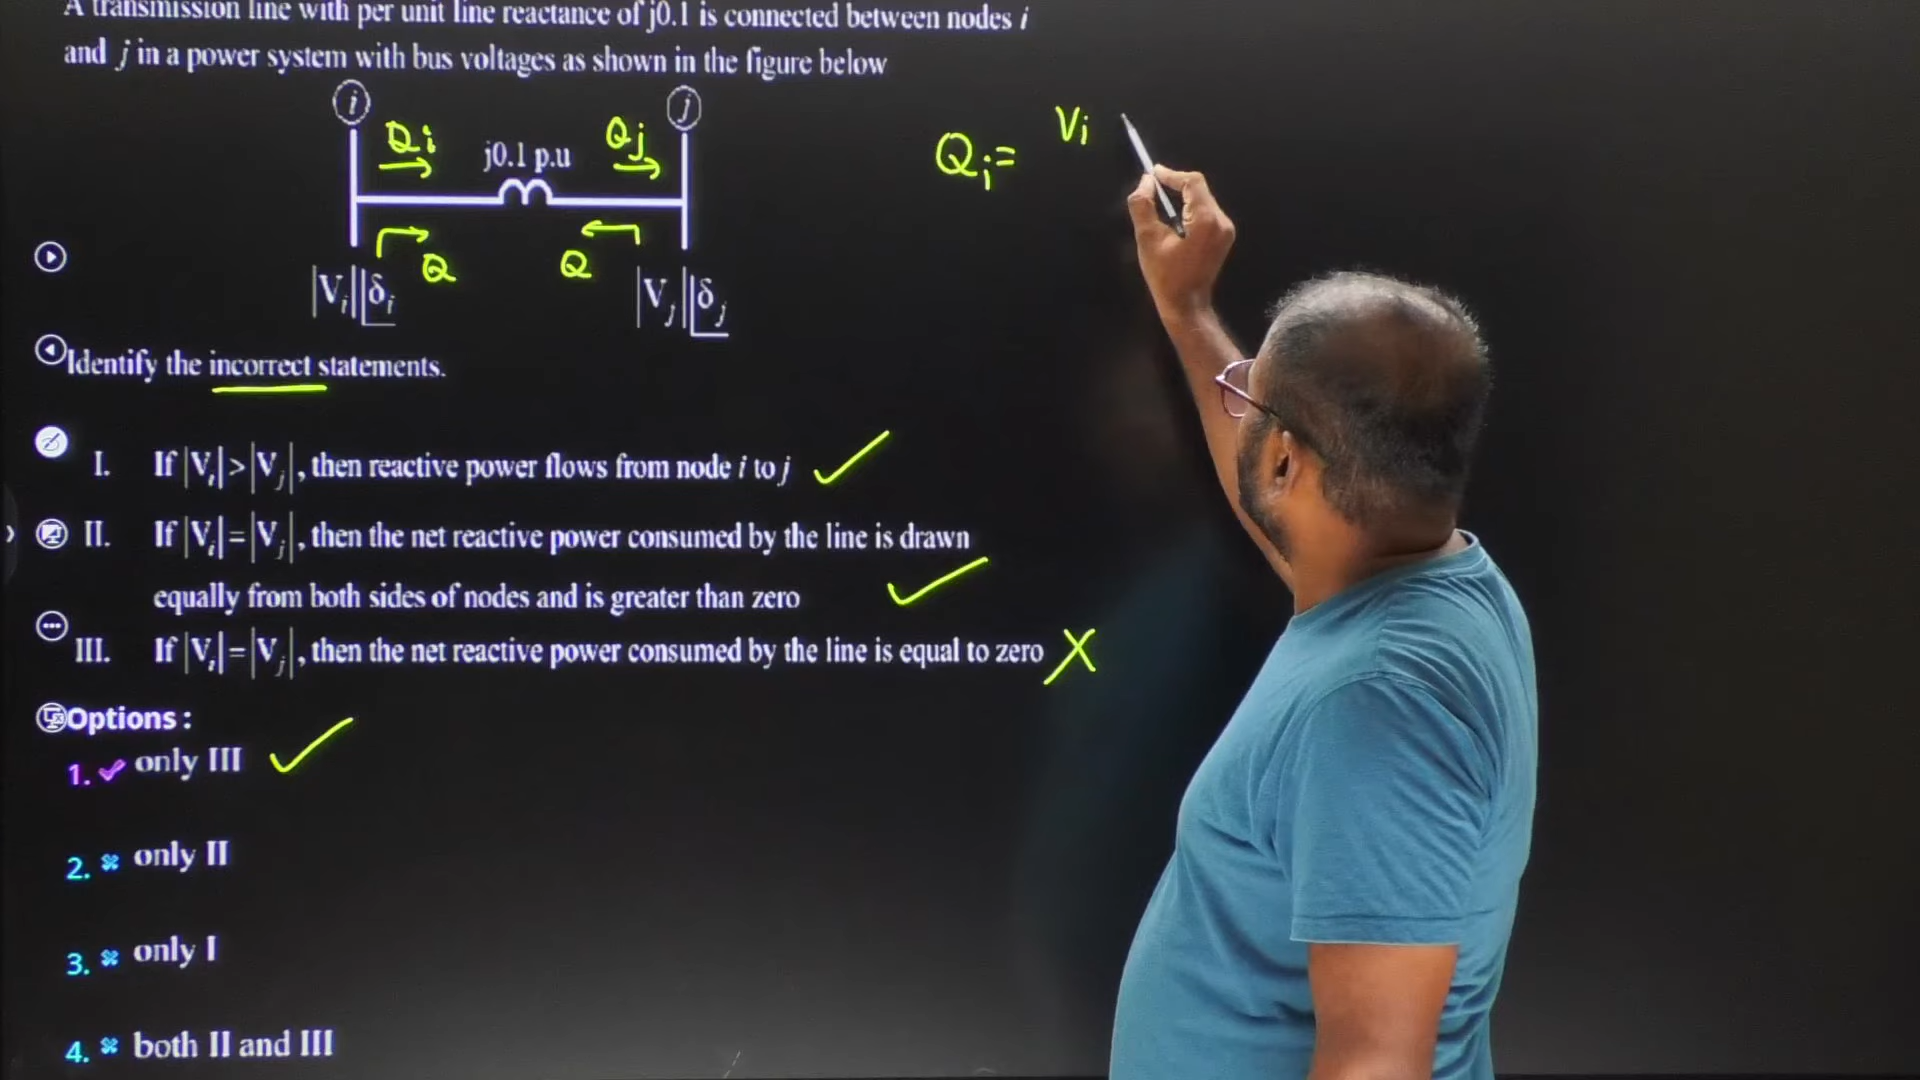 A transmission line with per unit line reactance of j0.1 is connected between nodes i
and j in a power system with bus voltages as shown in the figure below
i
j
Qi
Qj
j0.1 p.u
Q
Q
|Vi|∠δi
|Vj|∠δj
Qi= Vi
Identify the incorrect statements.
I. If |Vi|>|Vj|, then reactive power flows from node i to j
II. If |Vi|=|Vj|, then the net reactive power consumed by the line is drawn
equally from both sides of nodes and is greater than zero
III. If |Vi|=|Vj|, then the net reactive power consumed by the line is equal to zero
Options :
1. only III
2. only II
3. only I
4. both II and III